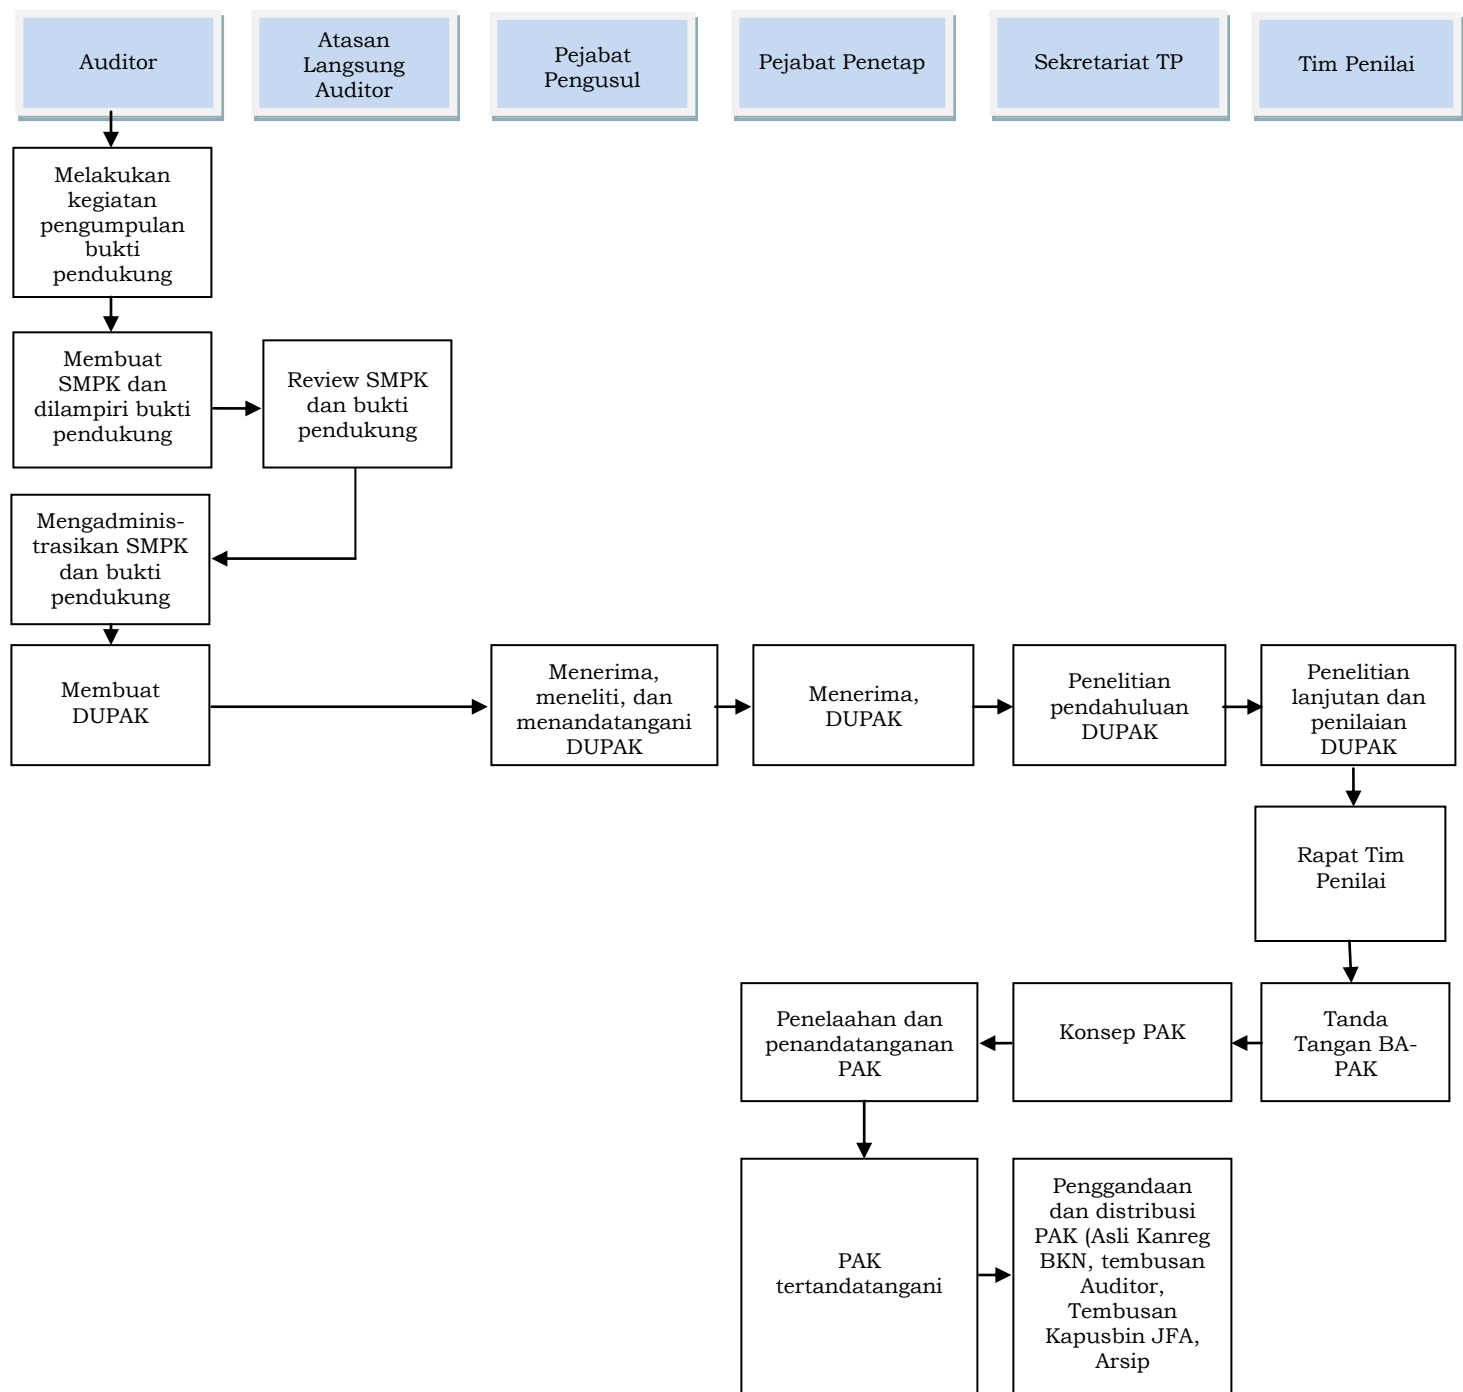 Auditor
Atasan
Langsung
Auditor
Pejabat
Pengusul
Pejabat Penetap
Sekretariat TP
Tim Penilai
Melakukan
kegiatan
pengumpulan
bukti
pendukung
Membuat
SMPK dan
dilampiri bukti
pendukung
Review SMPK
dan bukti
pendukung
Mengadminis-
trasikan SMPK
dan bukti
pendukung
Membuat
DUPAK
Menerima,
meneliti, dan
menandatangani
DUPAK
Menerima,
DUPAK
Penelitian
pendahuluan
DUPAK
Penelitian
lanjutan dan
penilaian
DUPAK
Rapat Tim
Penilai
Tanda
Tangan BA-
PAK
Konsep PAK
Penelaahan dan
penandatanganan
PAK
PAK
tertandatangani
Penggandaan
dan distribusi
PAK (Asli Kanreg
BKN, tembusan
Auditor,
Tembusan
Kapusbin JFA,
Arsip